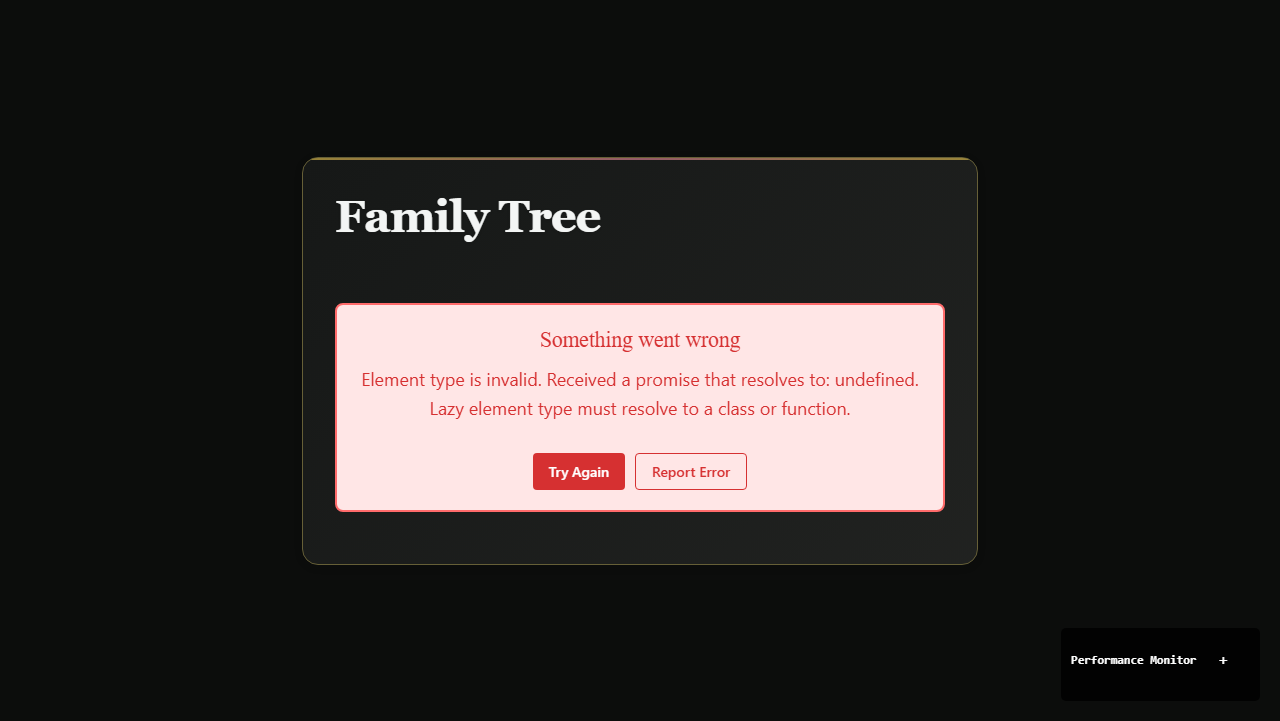 Family Tree
Something went wrong
Element type is invalid. Received a promise that resolves to: undefined.
Lazy element type must resolve to a class or function.
Try Again Report Error
Performance Monitor +